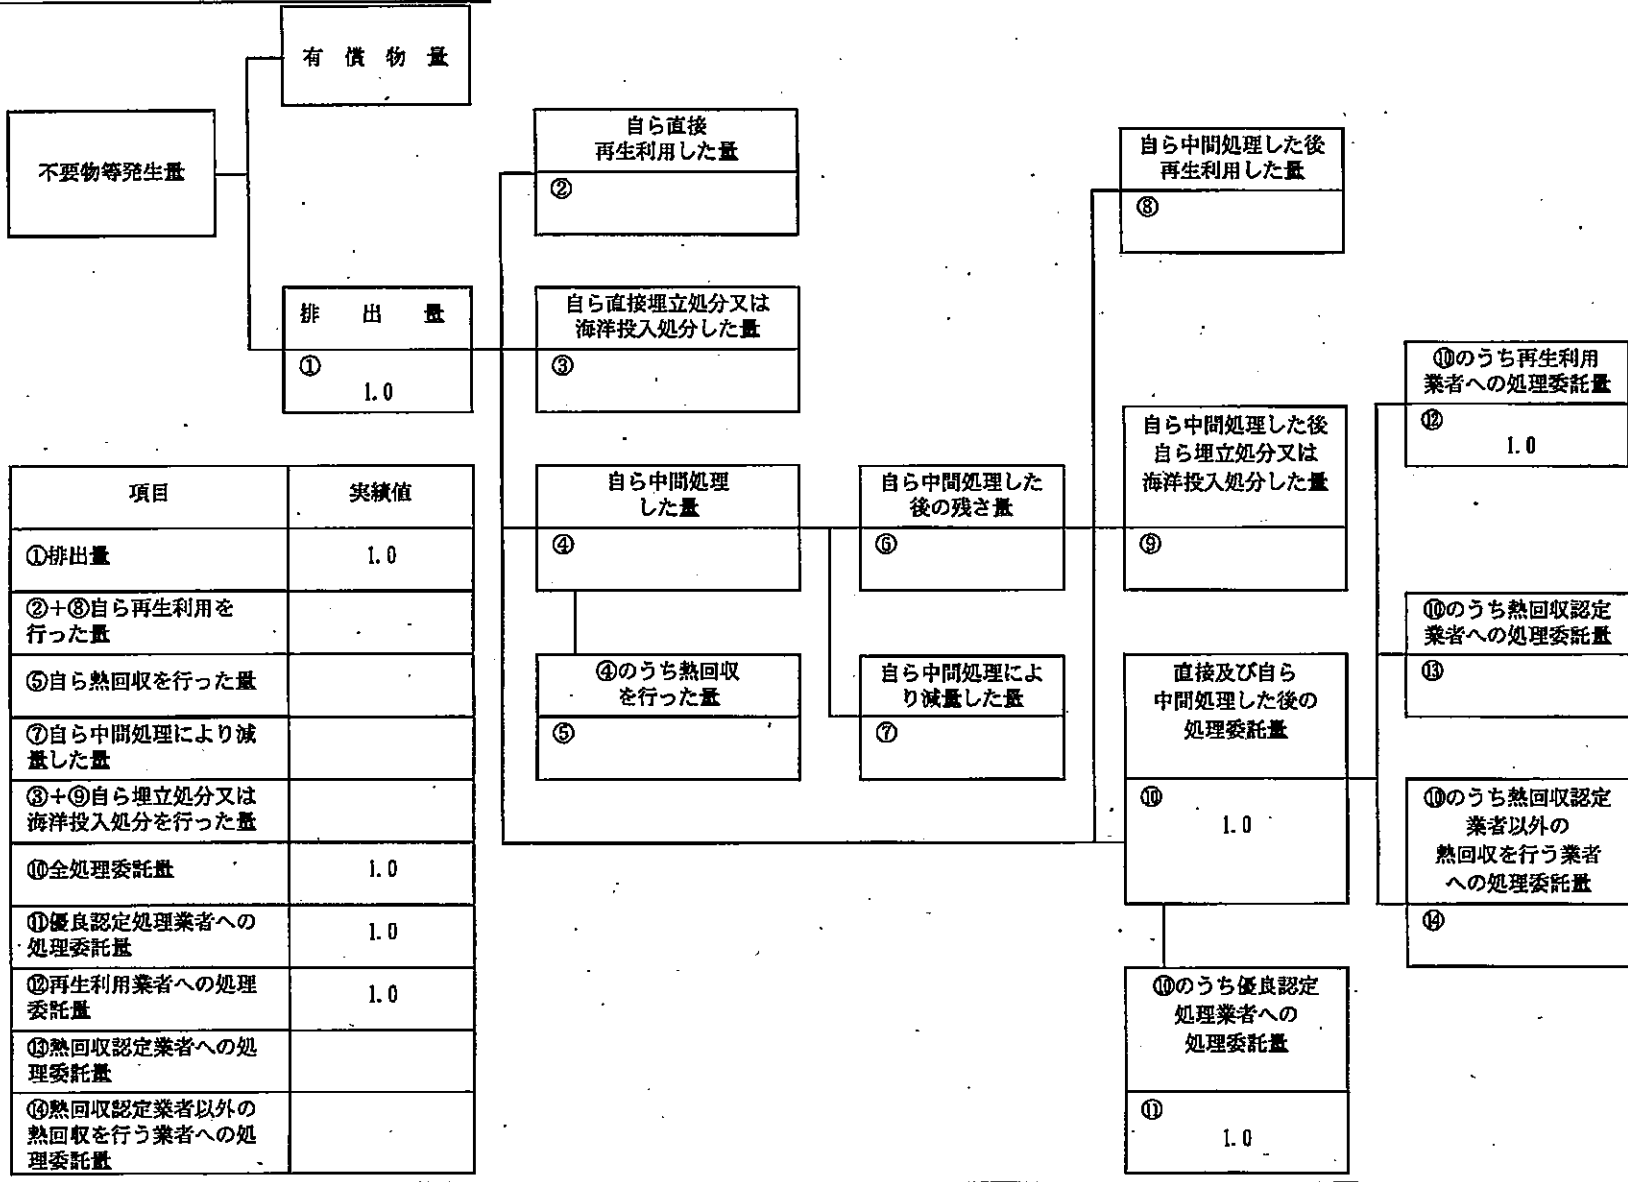 有償物量
不要物等発生量
排出量
①
1.0
自ら直接
再生利用した量
②
自ら直接埋立処分又は
海洋投入処分した量
③
自ら中間処理
した量
④
④のうち熱回収
を行った量
⑤
自ら中間処理した
後の残さ量
⑥
自ら中間処理によ
り減量した量
⑦
自ら中間処理した後
再生利用した量
⑧
自ら中間処理した後
自ら埋立処分又は
海洋投入処分した量
⑨
直接及び自ら
中間処理した後の
処理委託量
⑩
1.0
⑩のうち優良認定
処理業者への
処理委託量
⑪
1.0
⑩のうち再生利用
業者への処理委託量
⑫
1.0
⑩のうち熱回収認定
業者への処理委託量
⑬
⑩のうち熱回収認定
業者以外の
熱回収を行う業者
への処理委託量
⑭
項目 実績値
①排出量 1.0
②+⑧自ら再生利用を
行った量
⑤自ら熱回収を行った量
⑦自ら中間処理により減
量した量
③+⑨自ら埋立処分又は
海洋投入処分を行った量
⑩全処理委託量 1.0
⑪優良認定処理業者への
処理委託量 1.0
⑫再生利用業者への処理
委託量 1.0
⑬熱回収認定業者への処
理委託量
⑭熱回収認定業者以外の
熱回収を行う業者への処
理委託量